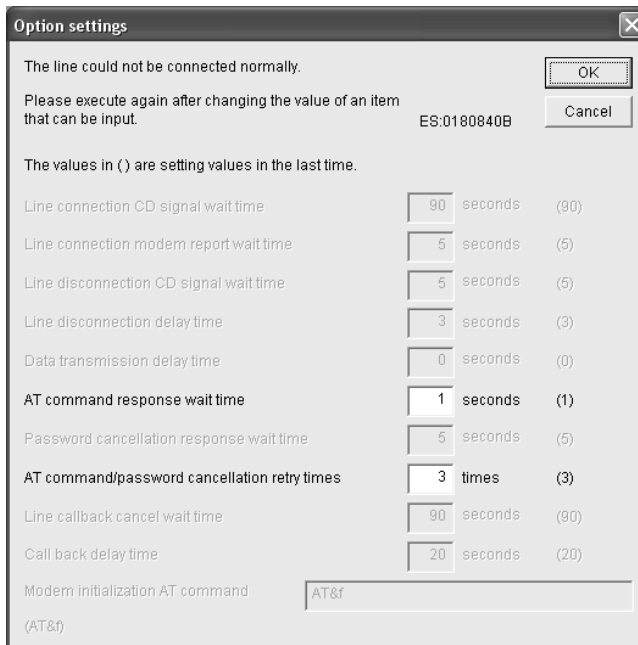 Option settings
The line could not be connected normally.
OK
Please execute again after changing the value of an item
that can be input.
ES:0180840B
Cancel
The values in ( ) are setting values in the last time.
Line connection CD signal wait time 90 seconds (90)
Line connection modem report wait time 5 seconds (5)
Line disconnection CD signal wait time 5 seconds (5)
Line disconnection delay time 3 seconds (3)
Data transmission delay time 0 seconds (0)
AT command response wait time 1 seconds (1)
Password cancellation response wait time 5 seconds (5)
AT command/password cancellation retry times 3 times (3)
Line callback cancel wait time 90 seconds (90)
Call back delay time 20 seconds (20)
Modem initialization AT command AT&f
(AT&f)